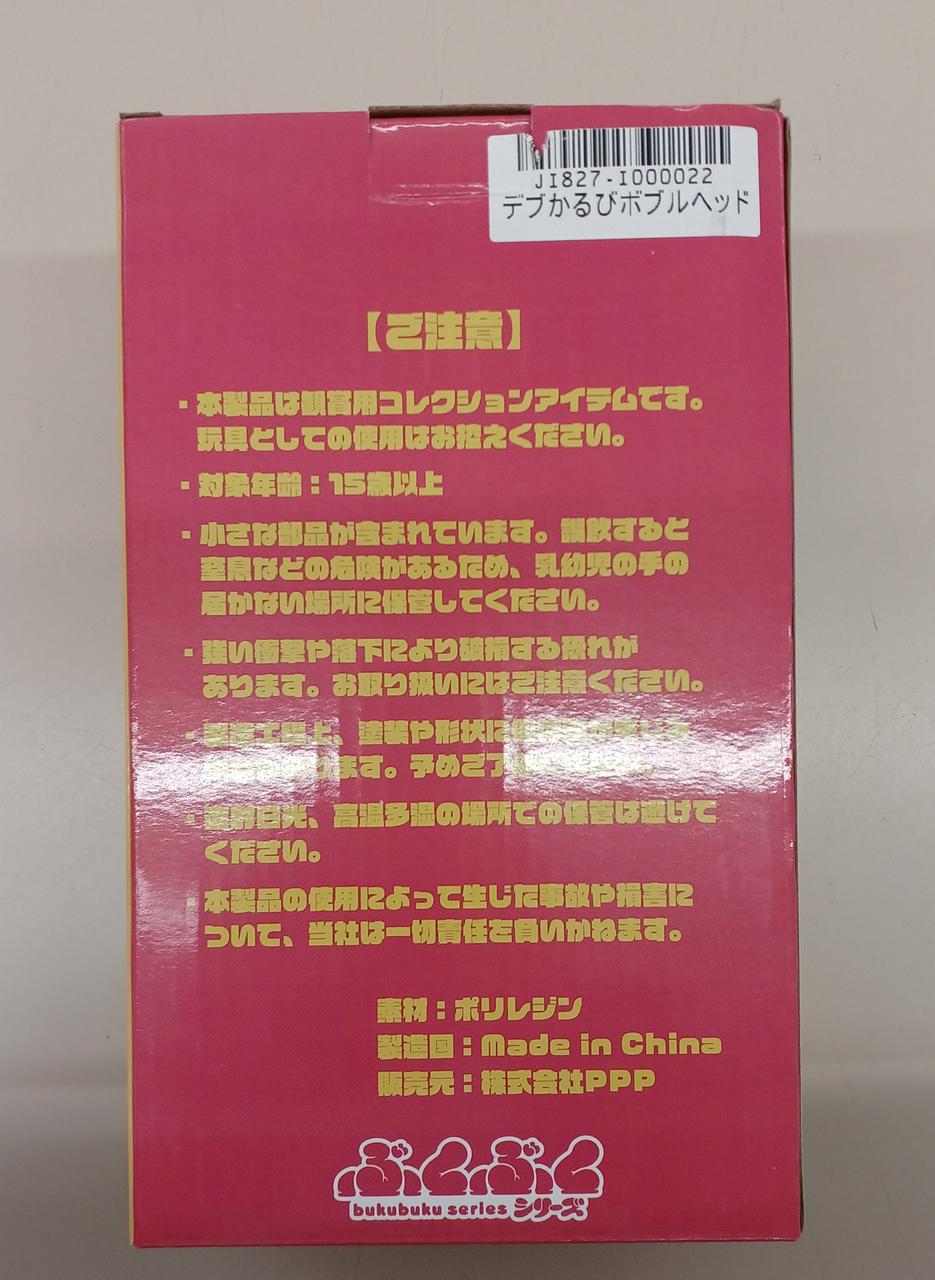 JI827-I000022
デブかるびボブルヘッド
【ご注意】
・本製品は観賞用コレクションアイテムです。
玩具としての使用はお控えください。
・対象年齢：15歳以上
・小さな部品が含まれています。誤飲すると
窒息などの危険があるため、乳幼児の手の
届かない場所に保管してください。
・強い衝撃や落下により破損する恐れが
あります。お取り扱いにはご注意ください。
・製造工程上、塗装や形状に
ます。予めご了
・直射日光、高温多湿の場所での保管は避けて
ください。
・本製品の使用によって生じた事故や損害に
ついて、当社は一切責任を負いかねます。
素材：ポリレジン
製造国：Made in China
販売元：株式会社PPP
ぶくぶく
bukubuku series シリーズ